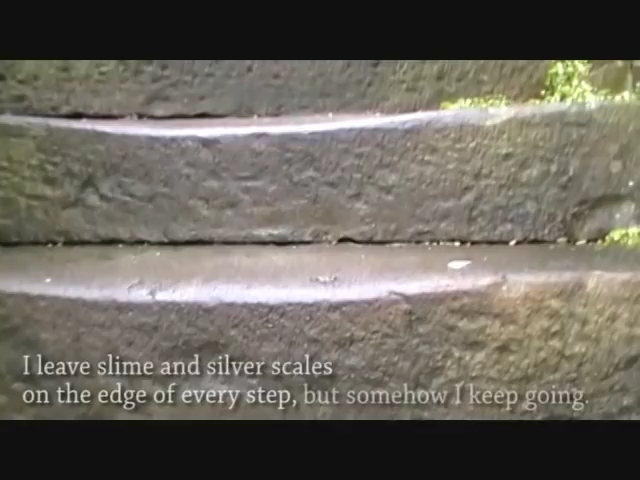 I leave slime and silver scales
on the edge of every step, but somehow I keep going.